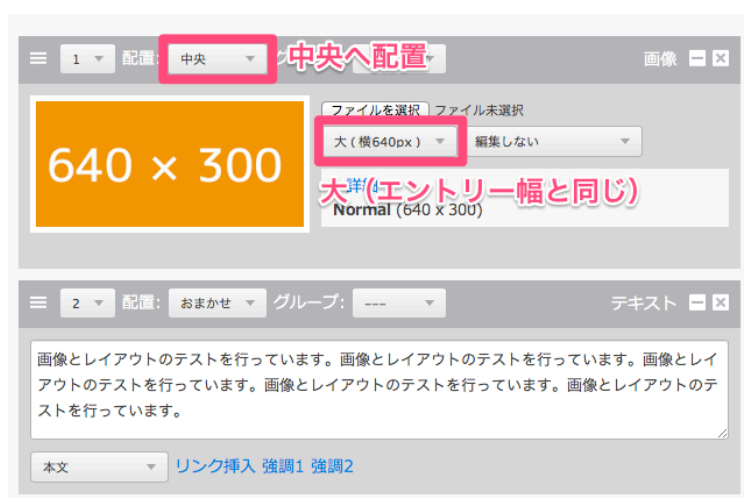 1 配置: 中央 中央へ配置 画像
ファイルを選択 ファイル未選択
大 ( 横640px ) 編集しない
640 × 300
大（エントリー幅と同じ）
Normal (640 x 300)
2 配置: おまかせ グループ: --- テキスト
画像とレイアウトのテストを行っています。画像とレイアウトのテストを行っています。画像とレイ
アウトのテストを行っています。画像とレイアウトのテストを行っています。画像とレイアウトのテ
ストを行っています。
本文 リンク挿入 強調1 強調2